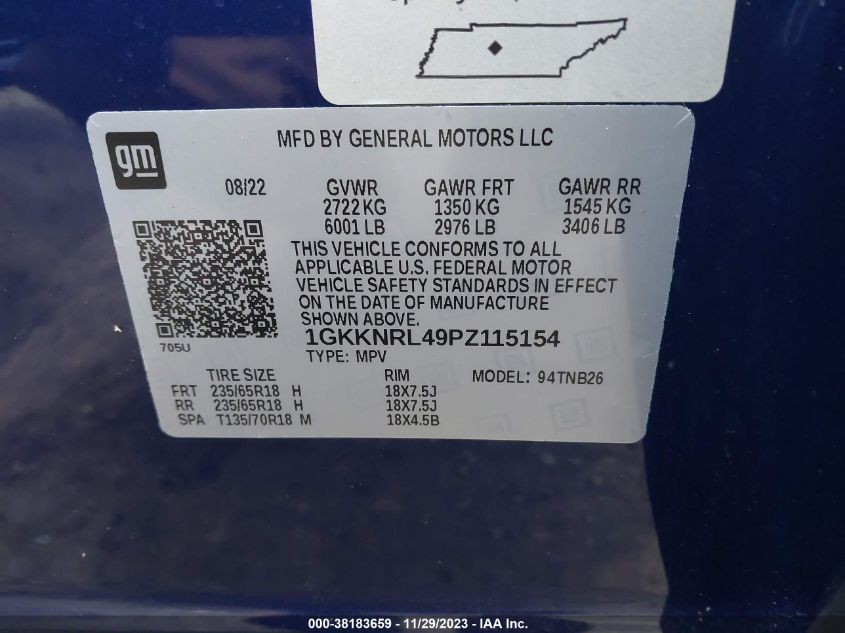 gm
MFD BY GENERAL MOTORS LLC
08/22 GVWR GAWR FRT GAWR RR
2722 KG 1350 KG 1545 KG
6001 LB 2976 LB 3406 LB
THIS VEHICLE CONFORMS TO ALL
APPLICABLE U.S. FEDERAL MOTOR
VEHICLE SAFETY STANDARDS IN EFFECT
ON THE DATE OF MANUFACTURE
SHOWN ABOVE.
705U
1GKKNRL49PZ115154
TYPE: MPV
TIRE SIZE RIM MODEL: 94TNB26
FRT 235/65R18 H 18X7.5J
RR 235/65R18 H 18X7.5J
SPA T135/70R18 M 18X4.5B
000-38183659 - 11/29/2023 - © IAA Inc.